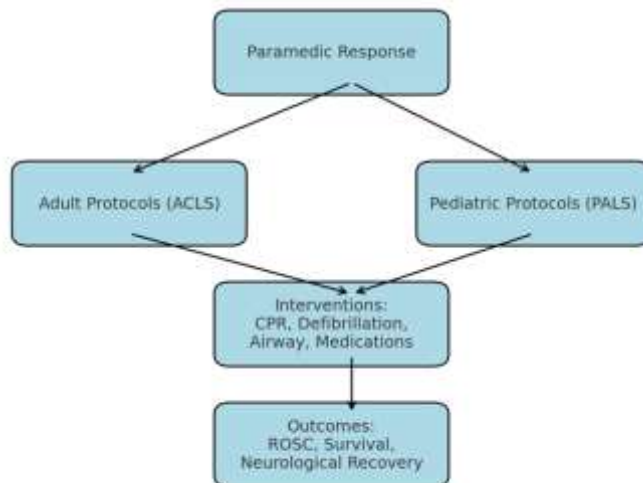 Paramedic Response
Adult Protocols (ACLS)
Pediatric Protocols (PALS)
Interventions:
CPR, Defibrillation,
Airway, Medications
Outcomes:
ROSC, Survival,
Neurological Recovery